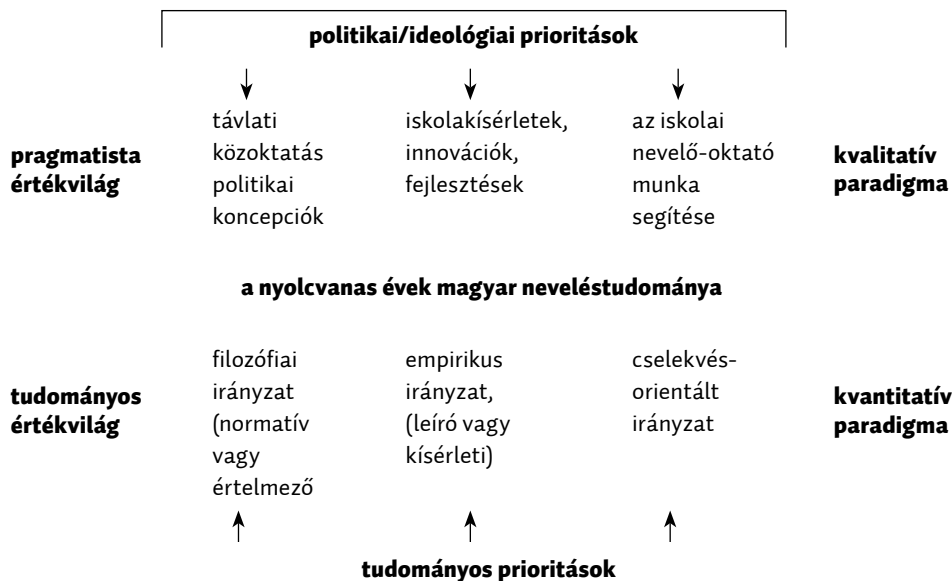 politikai/ideológiai prioritások
pragmatista
értékvilág
távlati
közoktatás
politikai
koncepciók
iskolakísérletek,
innovációk,
fejlesztések
az iskolai
nevelő-oktató
munka
segítése
kvalitatív
paradigma
a nyolcvanas évek magyar neveléstudománya
tudományos
értékvilág
filozófiai
irányzat
(normatív
vagy
értelmező
empirikus
irányzat,
(leíró vagy
kísérleti)
cselekvés-
orientált
irányzat
kvantitatív
paradigma
tudományos prioritások